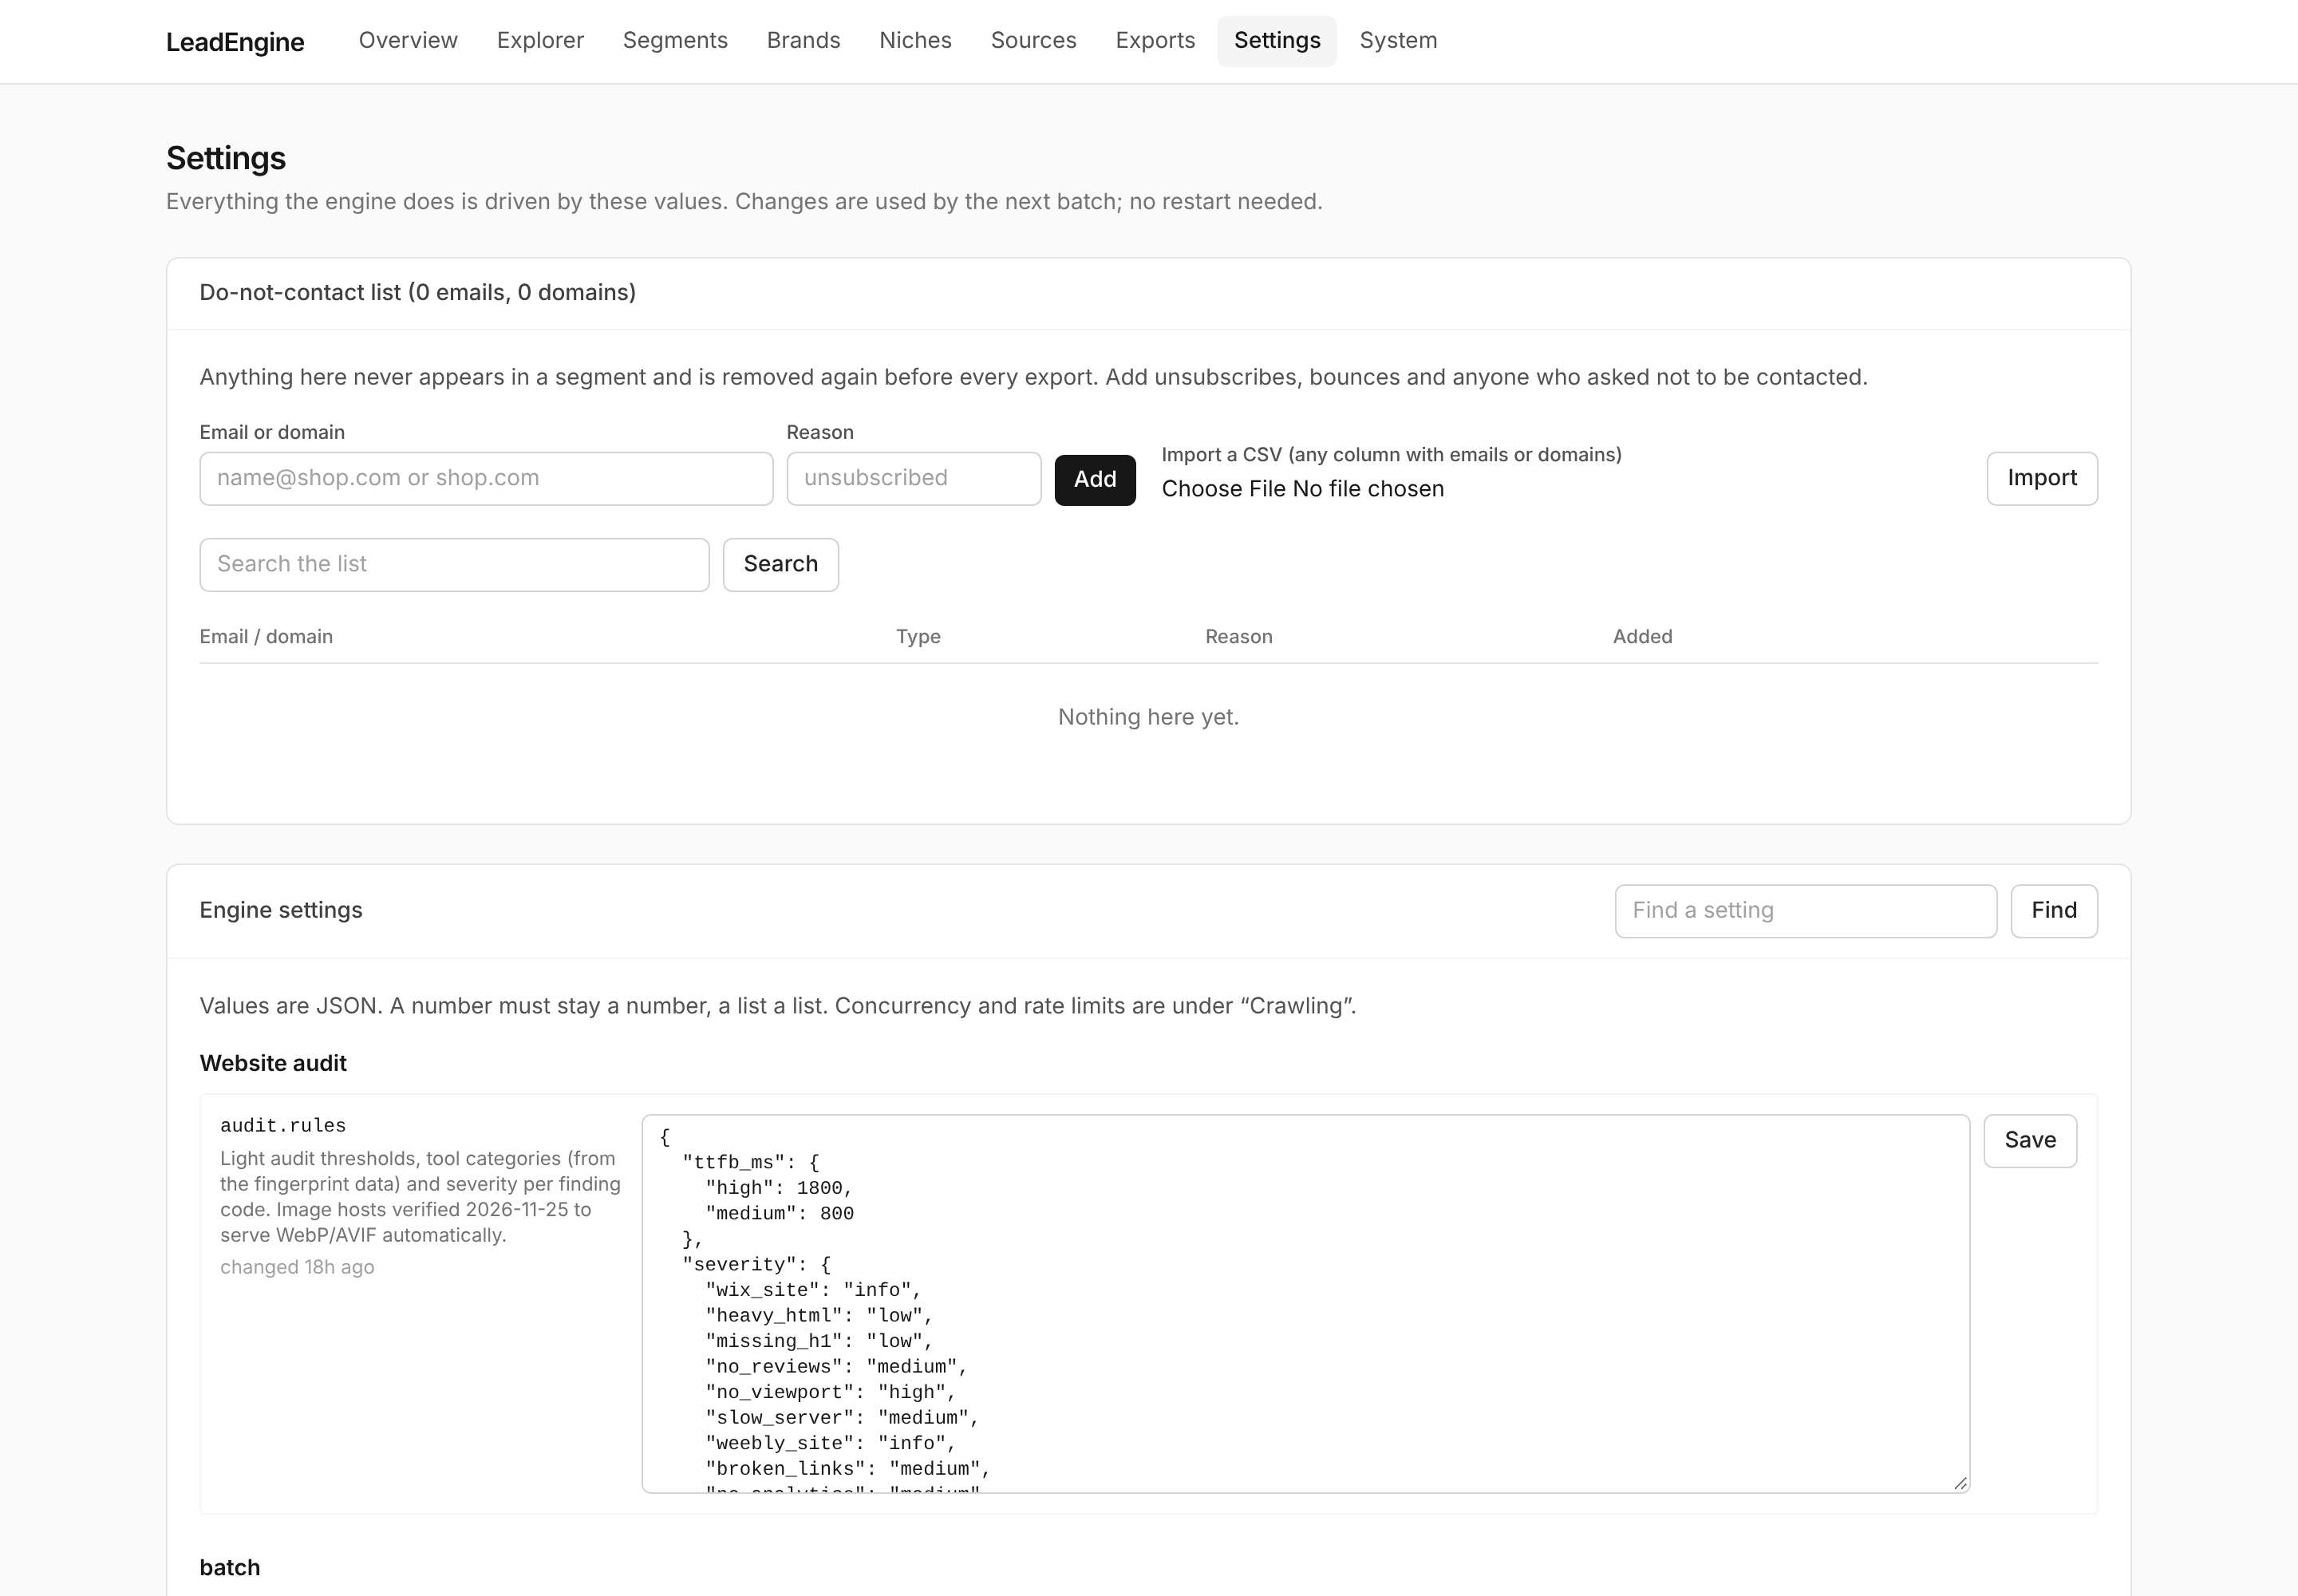 LeadEngine Overview Explorer Segments Brands Niches Sources Exports Settings System
Settings
Everything the engine does is driven by these values. Changes are used by the next batch; no restart needed.
Do-not-contact list (0 emails, 0 domains)
Anything here never appears in a segment and is removed again before every export. Add unsubscribes, bounces and anyone who asked not to be contacted.
Email or domain
Reason
name@shop.com or shop.com
unsubscribed
Add
Import a CSV (any column with emails or domains)
Choose File No file chosen
Import
Search the list
Search
Email / domain Type Reason Added
Nothing here yet.
Engine settings
Find a setting
Find
Values are JSON. A number must stay a number, a list a list. Concurrency and rate limits are under “Crawling”.
Website audit
audit.rules
Light audit thresholds, tool categories (from
the fingerprint data) and severity per finding
code. Image hosts verified 2026-11-25 to
serve WebP/AVIF automatically.
changed 18h ago
{
"ttfb_ms": {
"high": 1800,
"medium": 800
},
"severity": {
"wix_site": "info",
"heavy_html": "low",
"missing_h1": "low",
"no_reviews": "medium",
"no_viewport": "high",
"slow_server": "medium",
"weebly_site": "info",
"broken_links": "medium",
Save
batch